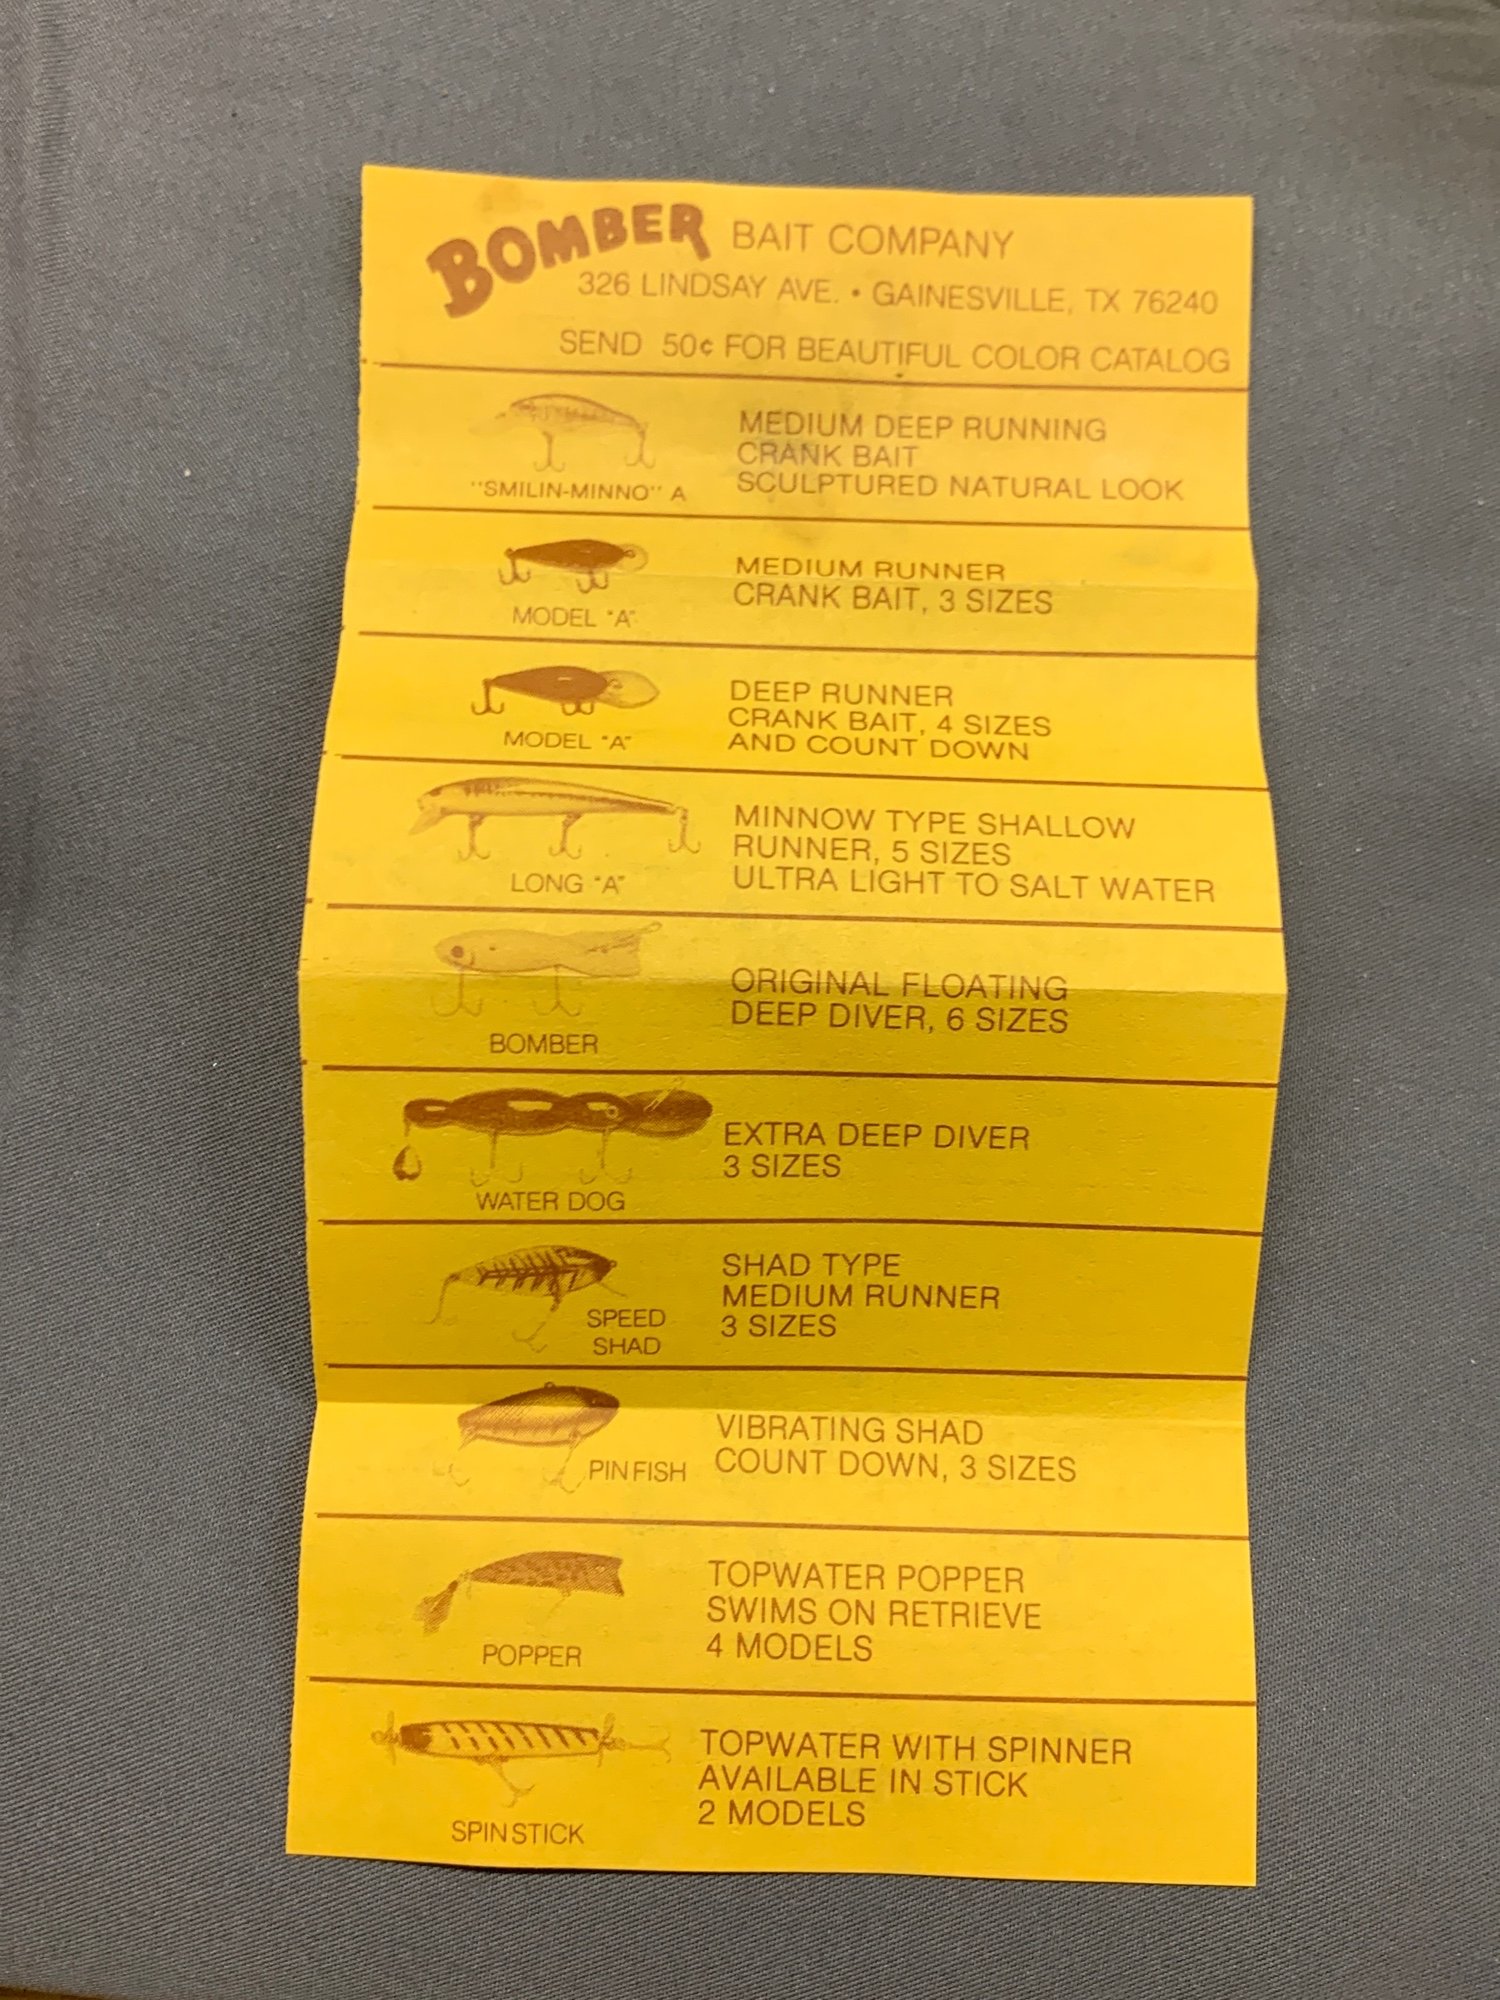 BOMBER BAIT COMPANY
326 LINDSAY AVE. • GAINESVILLE, TX 76240
SEND 50¢ FOR BEAUTIFUL COLOR CATALOG
"SMILIN-MINNO" A
MEDIUM DEEP RUNNING
CRANK BAIT
SCULPTURED NATURAL LOOK
MODEL "A"
MEDIUM RUNNER
CRANK BAIT, 3 SIZES
MODEL "A"
DEEP RUNNER
CRANK BAIT, 4 SIZES
AND COUNT DOWN
LONG "A"
MINNOW TYPE SHALLOW
RUNNER, 5 SIZES
ULTRA LIGHT TO SALT WATER
BOMBER
ORIGINAL FLOATING
DEEP DIVER, 6 SIZES
WATER DOG
EXTRA DEEP DIVER
3 SIZES
SPEED
SHAD
SHAD TYPE
MEDIUM RUNNER
3 SIZES
PINFISH
VIBRATING SHAD
COUNT DOWN, 3 SIZES
POPPER
TOPWATER POPPER
SWIMS ON RETRIEVE
4 MODELS
SPINSTICK
TOPWATER WITH SPINNER
AVAILABLE IN STICK
2 MODELS